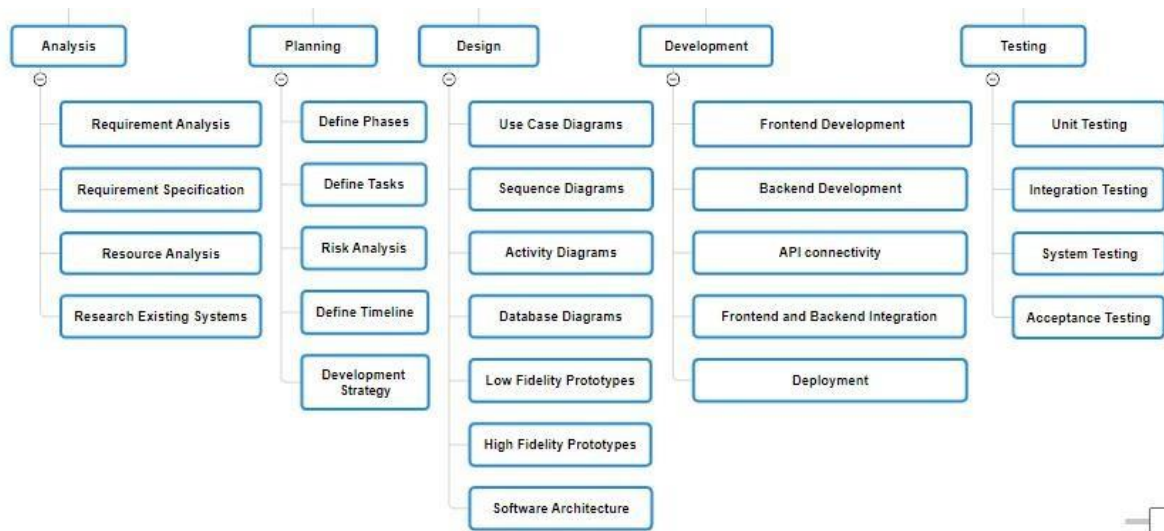 Analysis
Requirement Analysis
Requirement Specification
Resource Analysis
Research Existing Systems
Planning
Define Phases
Define Tasks
Risk Analysis
Define Timeline
Development
Strategy
Design
Use Case Diagrams
Sequence Diagrams
Activity Diagrams
Database Diagrams
Low Fidelity Prototypes
High Fidelity Prototypes
Software Architecture
Development
Frontend Development
Backend Development
API connectivity
Frontend and Backend Integration
Deployment
Testing
Unit Testing
Integration Testing
System Testing
Acceptance Testing